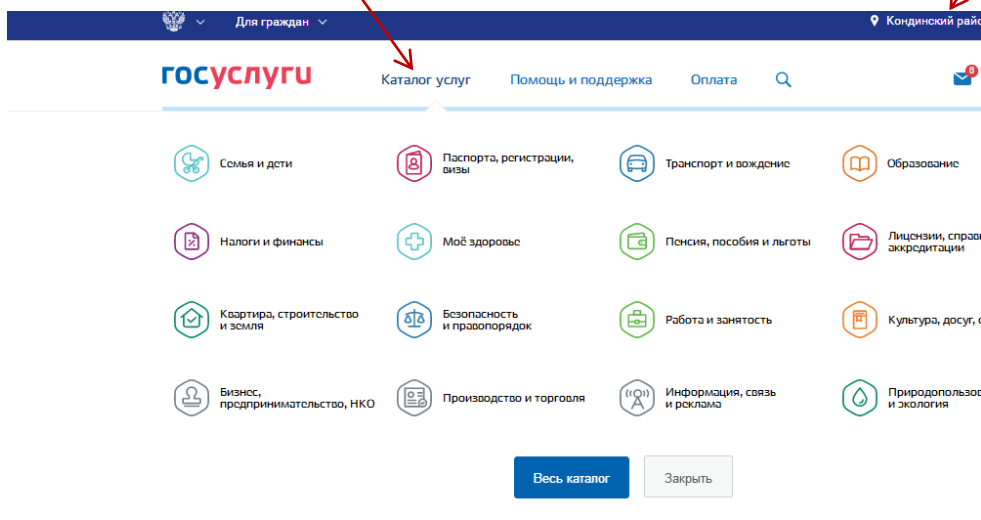 Для граждан
Кондинский райо
госуслуги
Каталог услуг
Помощь и поддержка
Оплата
6
Семья и дети
Паспорта, регистрации,
визы
Транспорт и вождение
Образование
Налоги и финансы
Моё здоровье
Пенсия, пособия и льготы
Лицензии, справ
аккредитации
Квартира, строительство
и земля
Безопасность
и правопорядок
Работа и занятость
Культура, досуг, с
Бизнес,
предпринимательство, НКО
Производство и торговля
Информация, связь
и реклама
Природопользов
и экология
Весь каталог
Закрыть